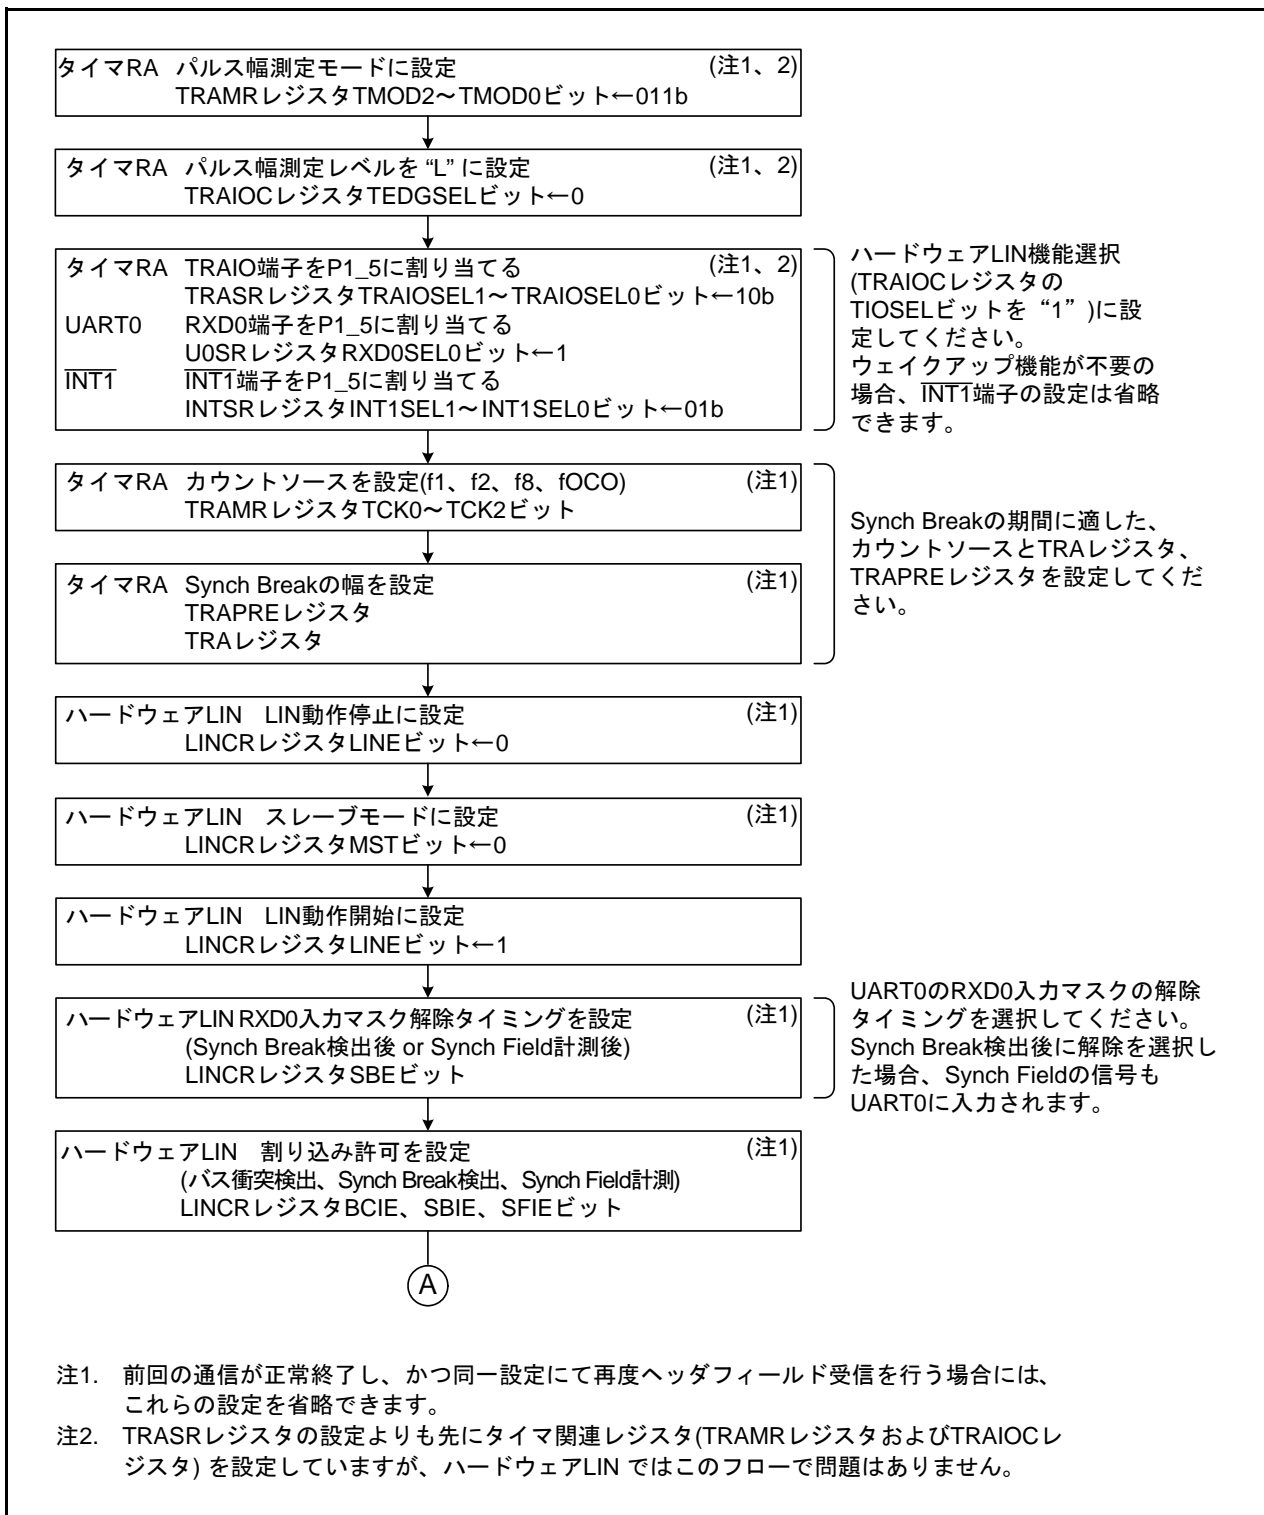 タイマRA パルス幅測定モードに設定 (注1、2)
TRAMRレジスタTMOD2～TMOD0ビット←011b
タイマRA パルス幅測定レベルを “L” に設定 (注1、2)
TRAIOCレジスタTEDGSELビット←0
タイマRA TRAIO端子をP1_5に割り当てる (注1、2)
TRASRレジスタTRAIOSEL1～TRAIOSEL0ビット←10b
UART0 RXD0端子をP1_5に割り当てる
U0SRレジスタRXD0SEL0ビット←1
INT1 INT1端子をP1_5に割り当てる
INTSRレジスタINT1SEL1～INT1SEL0ビット←01b
ハードウェアLIN機能選択
(TRAIOCレジスタの
TIOSELビットを“1”)に設
定してください。
ウェイクアップ機能が不要の
場合、INT1端子の設定は省略
できます。
タイマRA カウントソースを設定(f1、f2、f8、fOCO) (注1)
TRAMRレジスタTCK0～TCK2ビット
タイマRA Synch Breakの幅を設定 (注1)
TRAPREレジスタ
TRAレジスタ
Synch Breakの期間に適した、
カウントソースとTRAレジスタ、
TRAPREレジスタを設定してくだ
さい。
ハードウェアLIN LIN動作停止に設定 (注1)
LINCRレジスタLINEビット←0
ハードウェアLIN スレーブモードに設定 (注1)
LINCRレジスタMSTビット←0
ハードウェアLIN LIN動作開始に設定
LINCRレジスタLINEビット←1
ハードウェアLIN RXD0入力マスク解除タイミングを設定 (注1)
(Synch Break検出後 or Synch Field計測後)
LINCRレジスタSBEビット
UART0のRXD0入力マスクの解除
タイミングを選択してください。
Synch Break検出後に解除を選択し
た場合、Synch Fieldの信号も
UART0に入力されます。
ハードウェアLIN 割り込み許可を設定 (注1)
(バス衝突検出、Synch Break検出、Synch Field計測)
LINCRレジスタBCIE、SBIE、SFIEビット
A
注1. 前回の通信が正常終了し、かつ同一設定にて再度ヘッダフィールド受信を行う場合には、
これらの設定を省略できます。
注2. TRASRレジスタの設定よりも先にタイマ関連レジスタ(TRAMRレジスタおよびTRAIOCレ
ジスタ) を設定していますが、ハードウェアLIN ではこのフローで問題はありません。